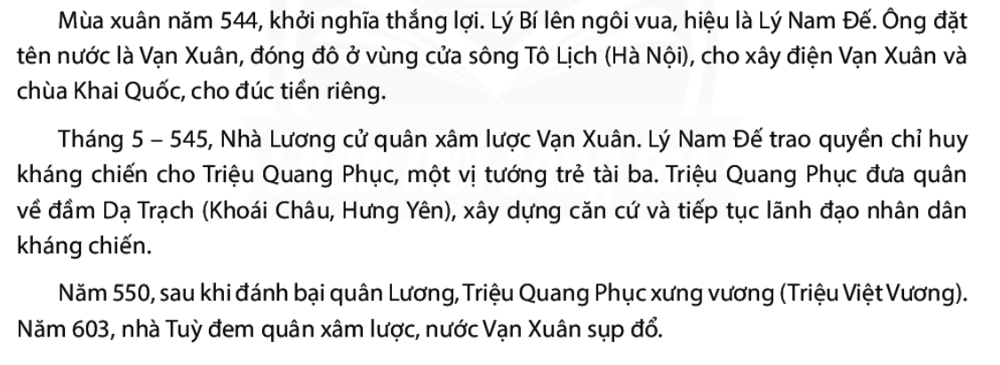 Mùa xuân năm 544, khởi nghĩa thắng lợi. Lý Bí lên ngôi vua, hiệu là Lý Nam Đế. Ông đặt
tên nước là Vạn Xuân, đóng đô ở vùng cửa sông Tô Lịch (Hà Nội), cho xây điện Vạn Xuân và
chùa Khai Quốc, cho đúc tiền riêng.
Tháng 5 – 545, Nhà Lương cử quân xâm lược Vạn Xuân. Lý Nam Đế trao quyền chỉ huy
kháng chiến cho Triệu Quang Phục, một vị tướng trẻ tài ba. Triệu Quang Phục đưa quân
về đầm Dạ Trạch (Khoái Châu, Hưng Yên), xây dựng căn cứ và tiếp tục lãnh đạo nhân dân
kháng chiến.
Năm 550, sau khi đánh bại quân Lương, Triệu Quang Phục xưng vương (Triệu Việt Vương).
Năm 603, nhà Tuỳ đem quân xâm lược, nước Vạn Xuân sụp đổ.